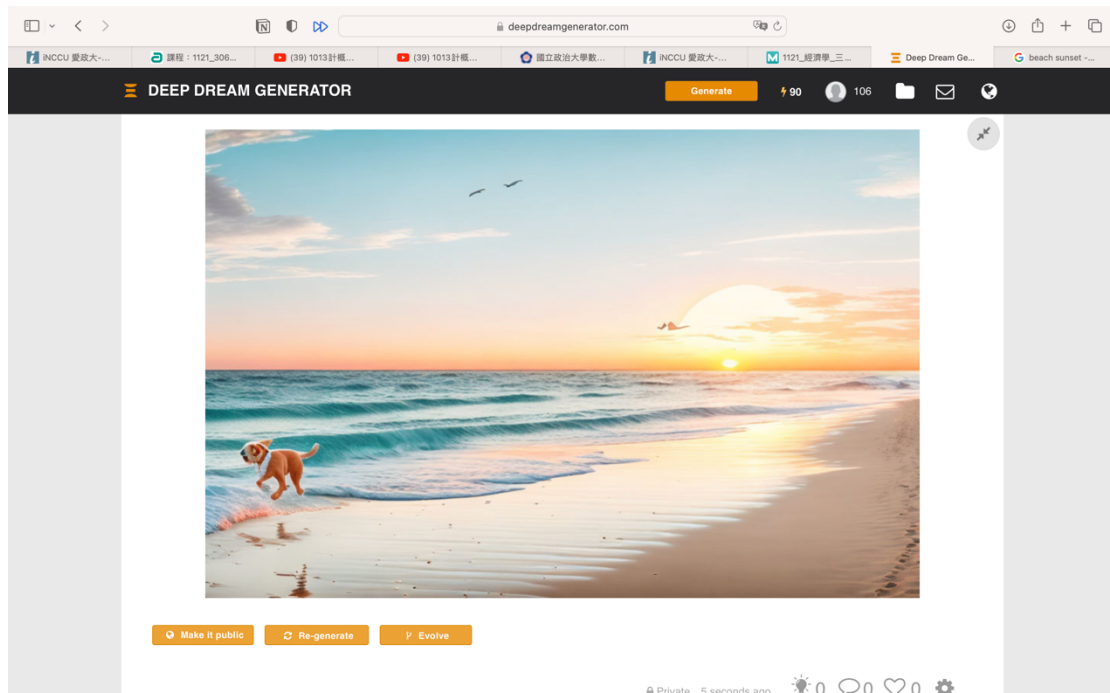 deepdreamgenerator.com
iNCCU 愛政大-...
課程：1121_306...
(39) 1013計概...
(39) 1013計概...
國立政治大學數...
iNCCU 愛政大-...
1121_經濟學_三...
Deep Dream Ge...
beach sunset -...
DEEP DREAM GENERATOR
Generate
90
106
Make it public
Re-generate
Evolve
Private
5 seconds ago
0
0
0